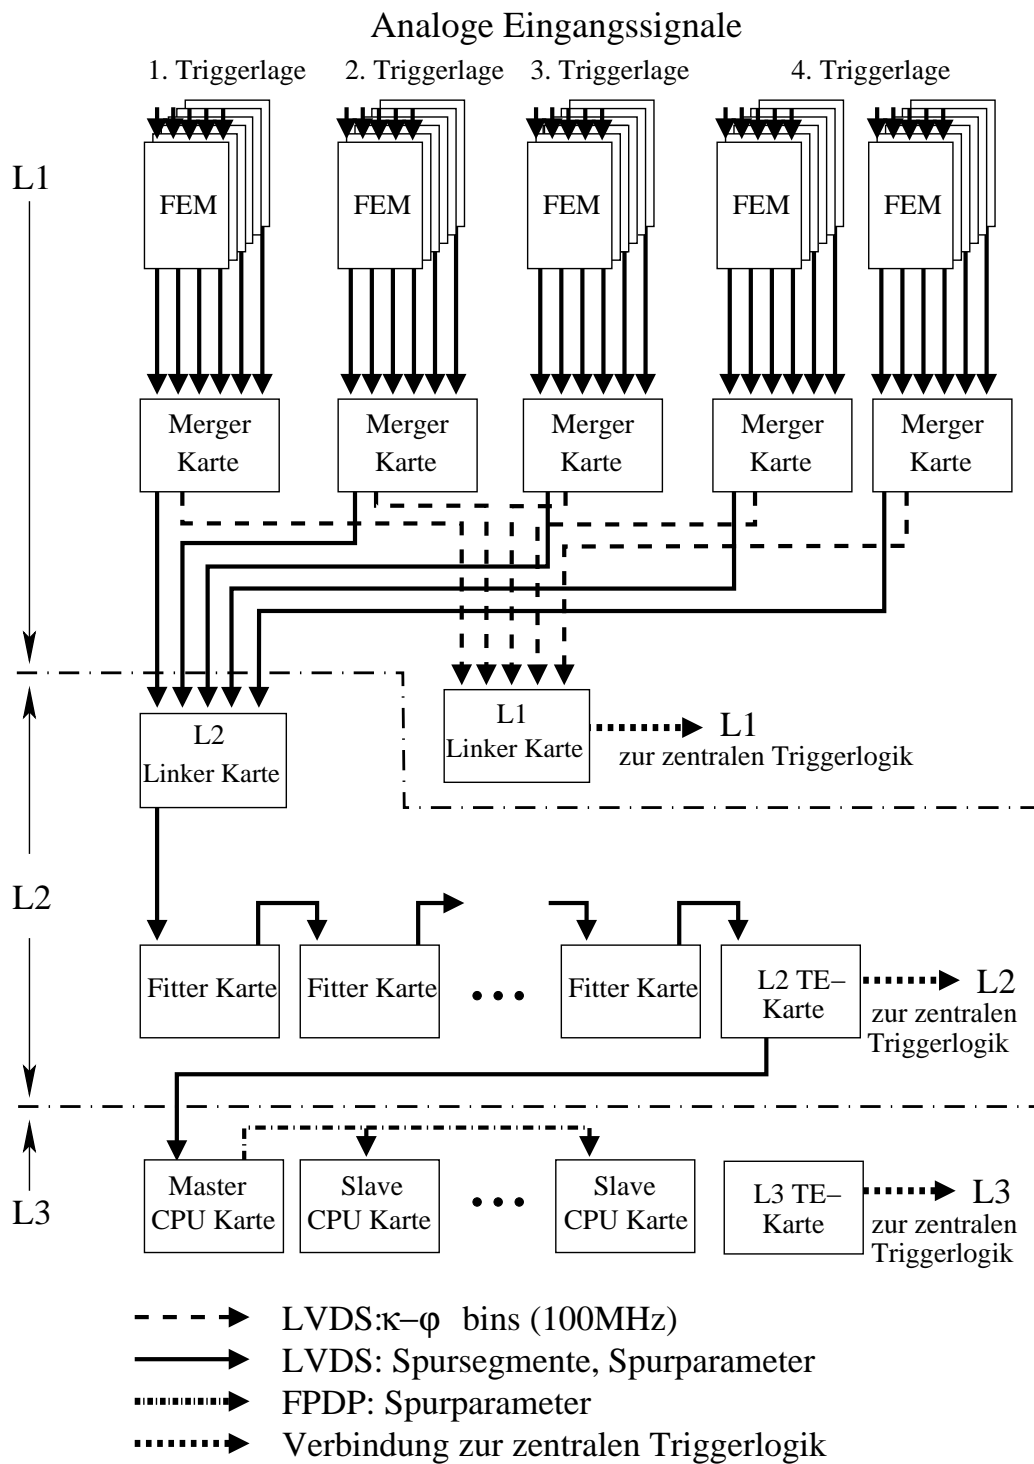 Analoge Eingangssignale
1. Triggerlage
2. Triggerlage
3. Triggerlage
4. Triggerlage
L1
FEM
FEM
FEM
FEM
FEM
Merger
Karte
Merger
Karte
Merger
Karte
Merger
Karte
Merger
Karte
L1
Linker Karte
L1
zur zentralen Triggerlogik
L2
Linker Karte
L2
Fitter Karte
Fitter Karte
...
Fitter Karte
L2 TE–
Karte
L2
zur zentralen
Triggerlogik
L3
Master
CPU Karte
Slave
CPU Karte
...
Slave
CPU Karte
L3 TE–
Karte
L3
zur zentralen
Triggerlogik
LVDS:κ–φ bins (100MHz)
LVDS: Spursegmente, Spurparameter
FPDP: Spurparameter
Verbindung zur zentralen Triggerlogik